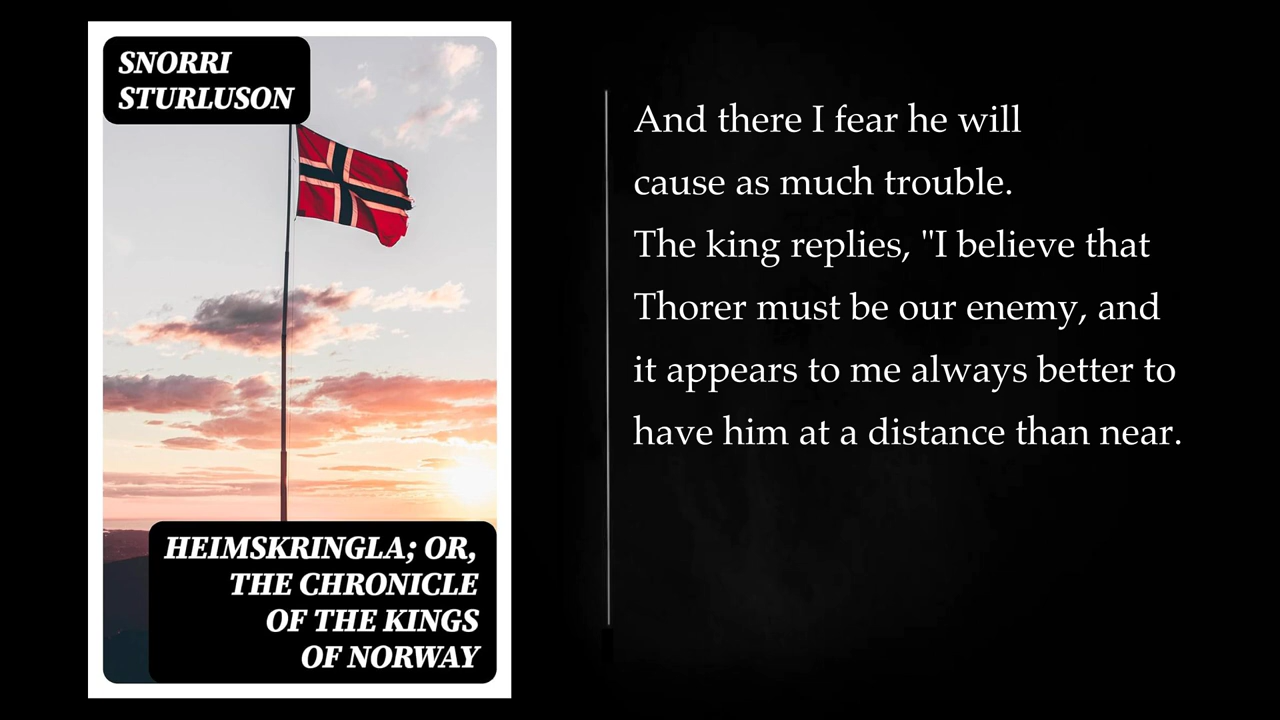 SNORRI
STURLUSON
HEIMSKRINGLA; OR,
THE CHRONICLE
OF THE KINGS
OF NORWAY
And there I fear he will
cause as much trouble.
The king replies, "I believe that
Thorer must be our enemy, and
it appears to me always better to
have him at a distance than near.